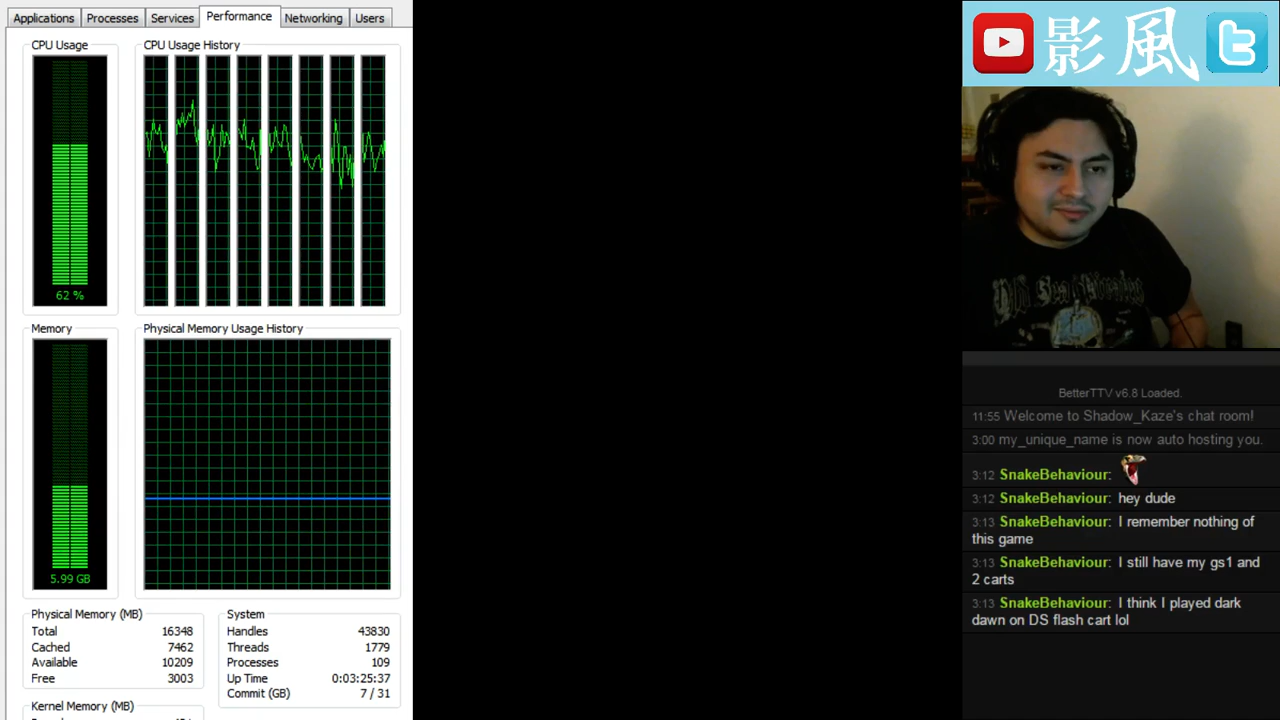 Applications Processes Services Performance Networking Users
CPU Usage
CPU Usage History
62 %
Memory
Physical Memory Usage History
5.99 GB
Physical Memory (MB)
Total 16348
Cached 7462
Available 10209
Free 3003
System
Handles 43830
Threads 1779
Processes 109
Up Time 0:03:25:37
Commit (GB) 7 / 31
Kernel Memory (MB)
影風
BetterTTV v6.8 Loaded.
11:55 Welcome to Shadow_Kaze's chat room!
3:00 my_unique_name is now auto hosting you.
3:12 SnakeBehaviour:
3:12 SnakeBehaviour: hey dude
3:13 SnakeBehaviour: I remember nothing of
this game
3:13 SnakeBehaviour: I still have my gs1 and
2 carts
3:13 SnakeBehaviour: I think I played dark
dawn on DS flash cart lol